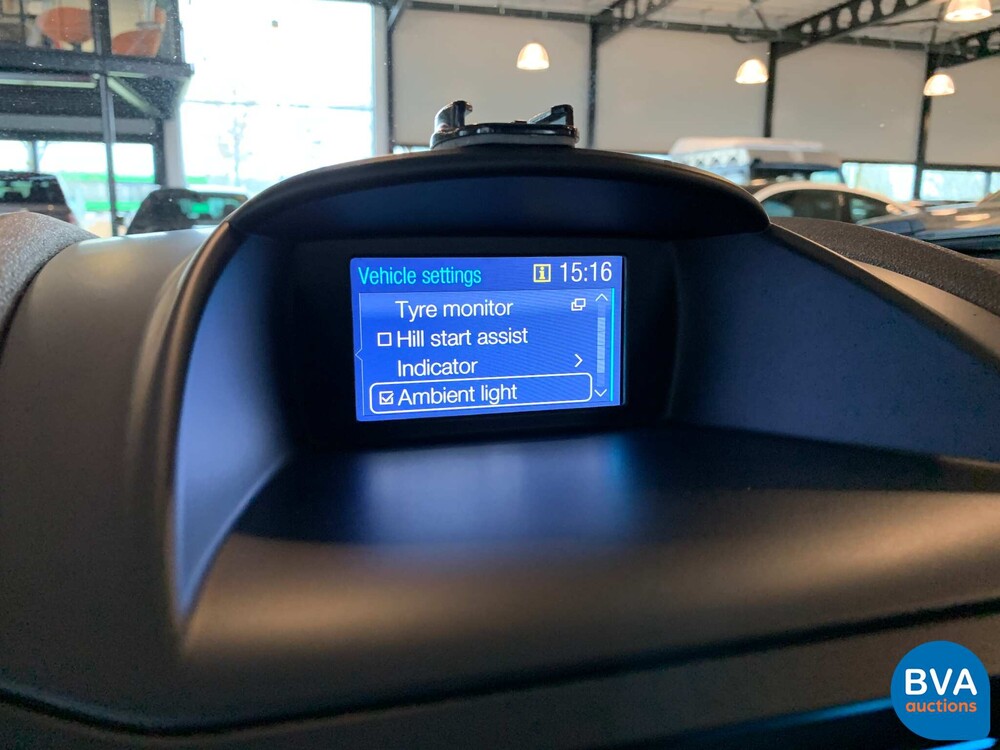 Vehicle settings 15:16
Tyre monitor
Hill start assist
Indicator
Ambient light
BVA
auctions